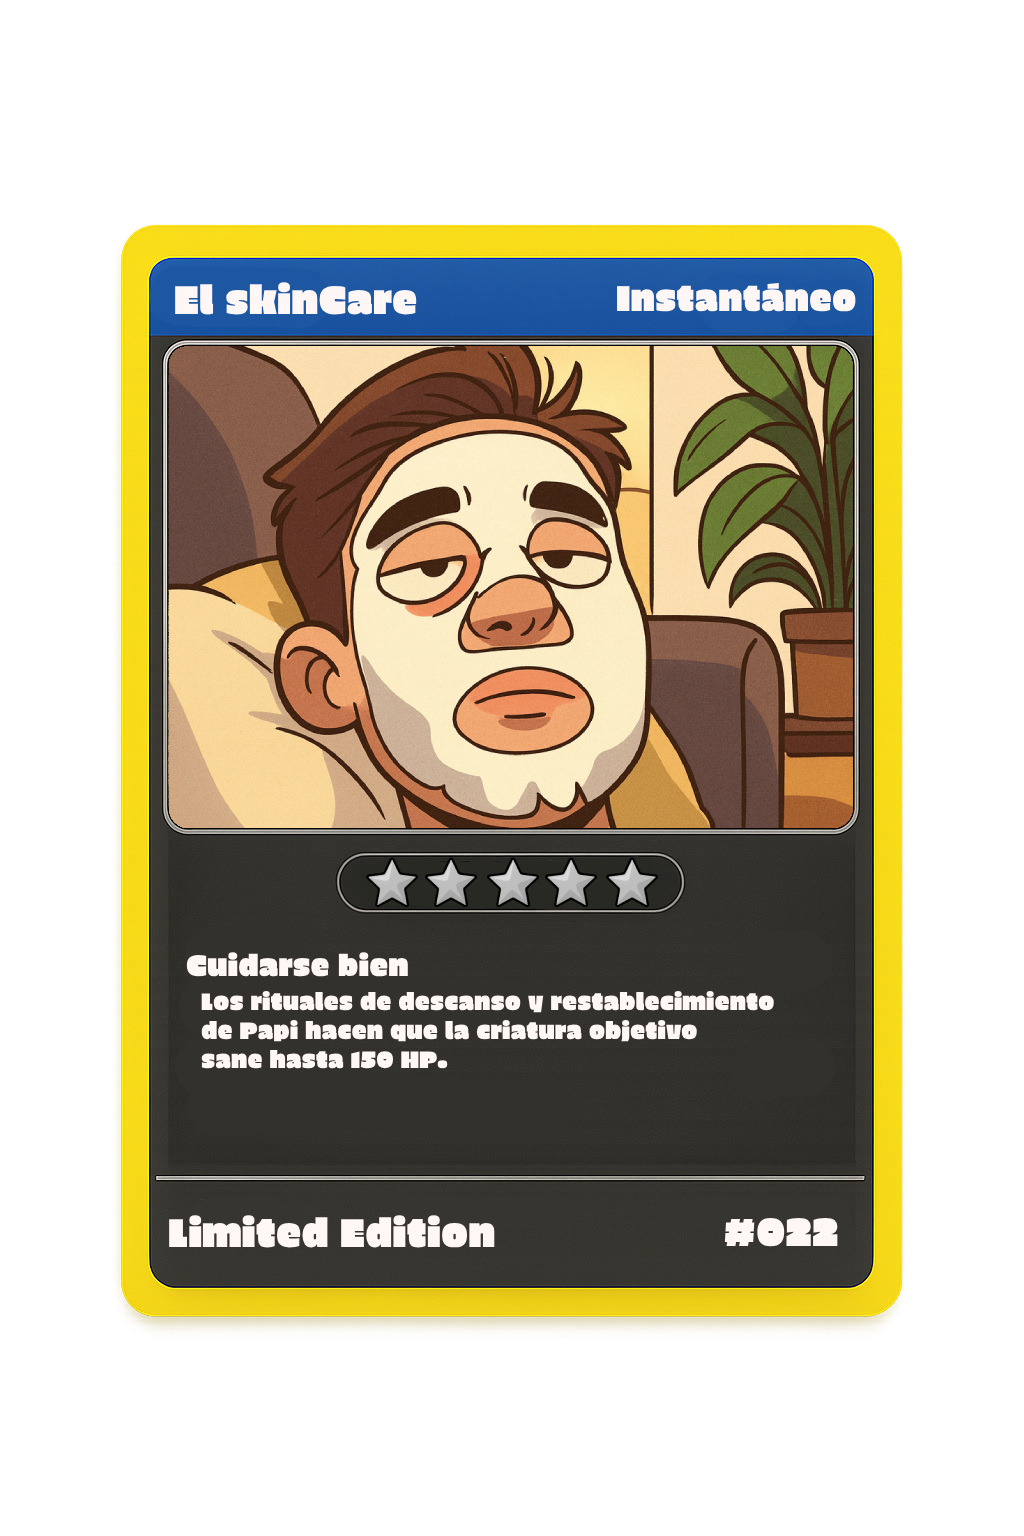 El skinCare
Instantáneo
Cuidarse bien
Los rituales de descanso y restablecimiento
de Papi hacen que la criatura objetivo
sane hasta 150 HP.
Limited Edition
#022